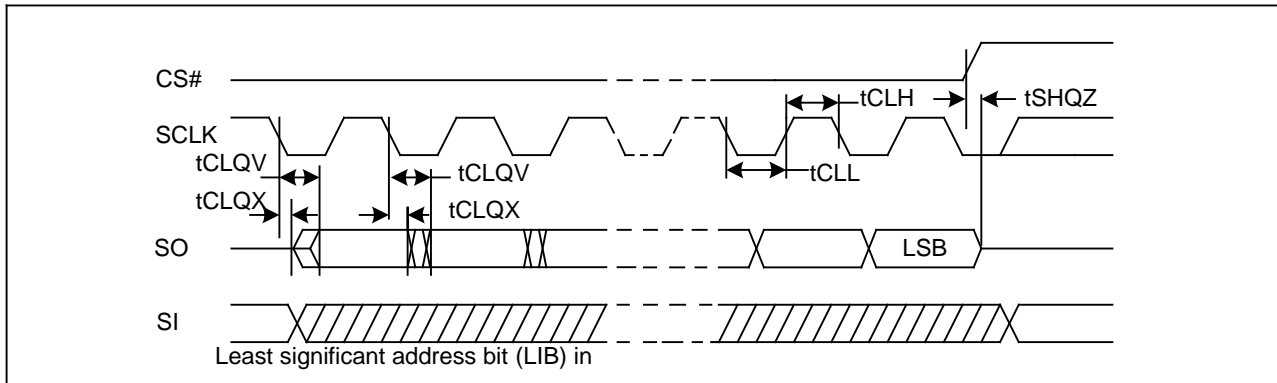 CS#
tCLH
tSHQZ
SCLK
tCLQV
tCLQV
tCLL
tCLQX
tCLQX
SO
LSB
SI
Least significant address bit (LIB) in